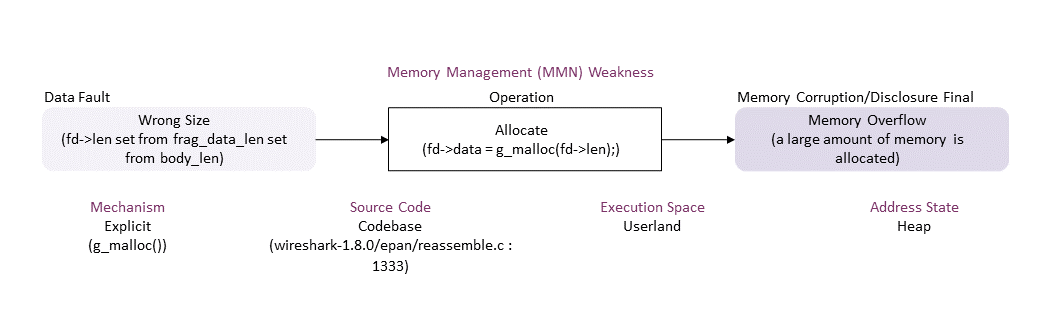 Memory Management (MMN) Weakness
Data Fault
Operation
Memory Corruption/Disclosure Final
Wrong Size
(fd->len set from frag_data_len set
from body_len)
Allocate
(fd->data = g_malloc(fd->len);)
Memory Overflow
(a large amount of memory is
allocated)
Mechanism
Explicit
(g_malloc())
Source Code
Codebase
(wireshark-1.8.0/epan/reassemble.c :
1333)
Execution Space
Userland
Address State
Heap